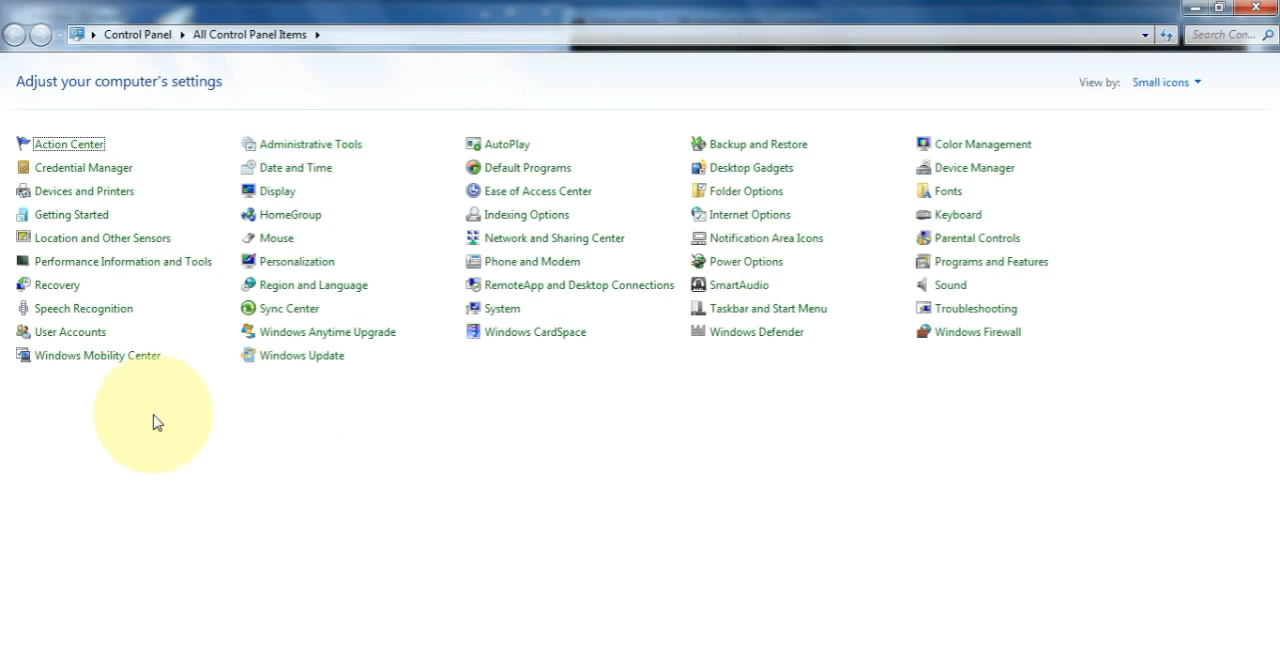 Control Panel All Control Panel Items Search Con...
Adjust your computer's settings View by: Small icons
Action Center Administrative Tools AutoPlay Backup and Restore Color Management
Credential Manager Date and Time Default Programs Desktop Gadgets Device Manager
Devices and Printers Display Ease of Access Center Folder Options Fonts
Getting Started HomeGroup Indexing Options Internet Options Keyboard
Location and Other Sensors Mouse Network and Sharing Center Notification Area Icons Parental Controls
Performance Information and Tools Personalization Phone and Modem Power Options Programs and Features
Recovery Region and Language RemoteApp and Desktop Connections SmartAudio Sound
Speech Recognition Sync Center System Taskbar and Start Menu Troubleshooting
User Accounts Windows Anytime Upgrade Windows CardSpace Windows Defender Windows Firewall
Windows Mobility Center Windows Update